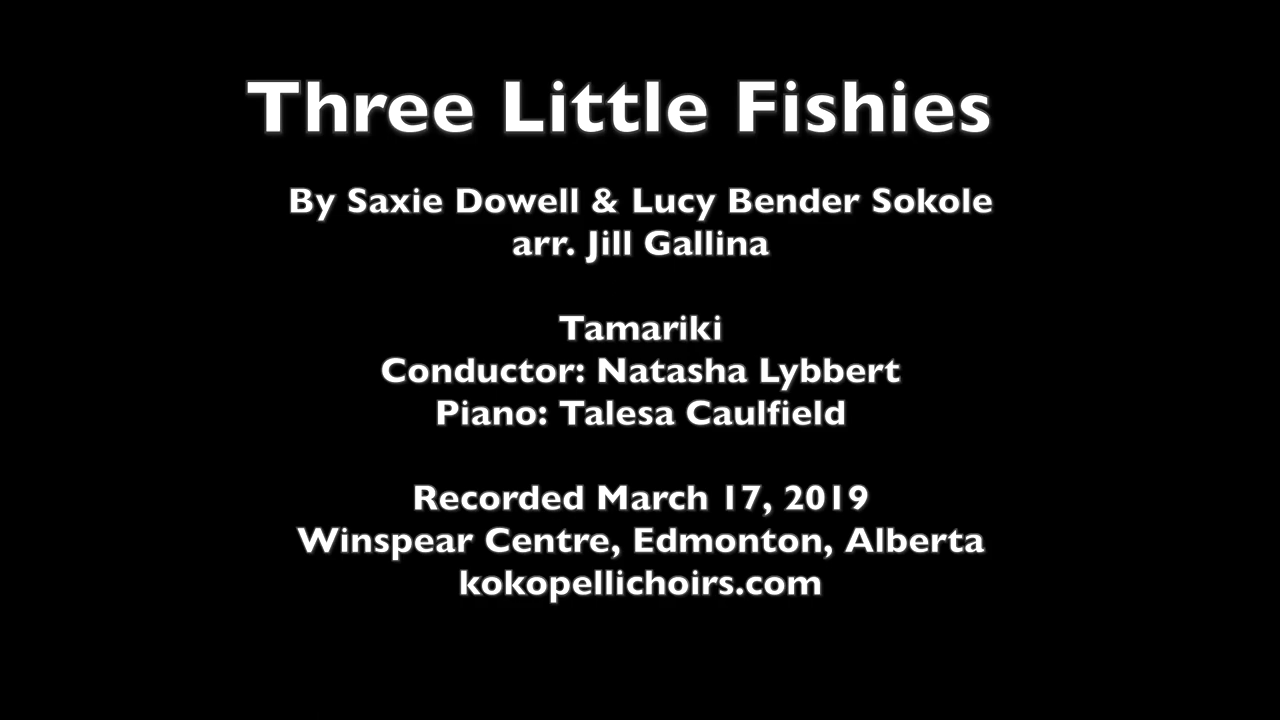 Three Little Fishies
By Saxie Dowell & Lucy Bender Sokole
arr. Jill Gallina
Tamariki
Conductor: Natasha Lybbert
Piano: Talesa Caulfield
Recorded March 17, 2019
Winspear Centre, Edmonton, Alberta
kokopellichoirs.com